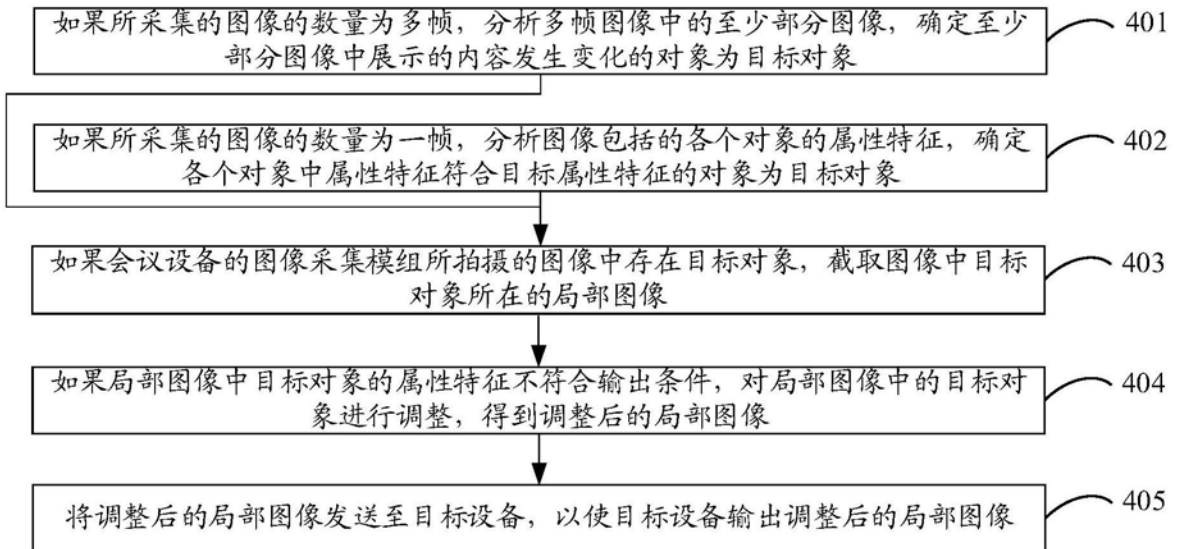 如果所采集的图像的数量为多帧，分析多帧图像中的至少部分图像，确定至少
部分图像中展示的内容发生变化的对象为目标对象
401
如果所采集的图像的数量为一帧，分析图像包括的各个对象的属性特征，确定
各个对象中属性特征符合目标属性特征的对象为目标对象
402
如果会议设备的图像采集模组所拍摄的图像中存在目标对象，截取图像中目标
对象所在的局部图像
403
如果局部图像中目标对象的属性特征不符合输出条件，对局部图像中的目标对
象进行调整，得到调整后的局部图像
404
将调整后的局部图像发送至目标设备，以使目标设备输出调整后的局部图像
405